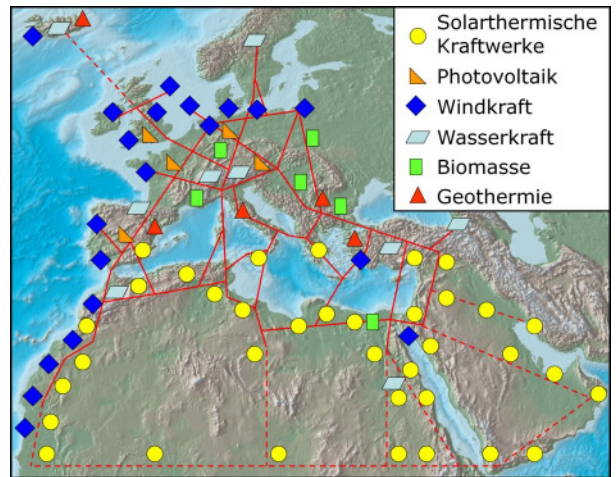 Solarthermische
Kraftwerke
Photovoltaik
Windkraft
Wasserkraft
Biomasse
Geothermie